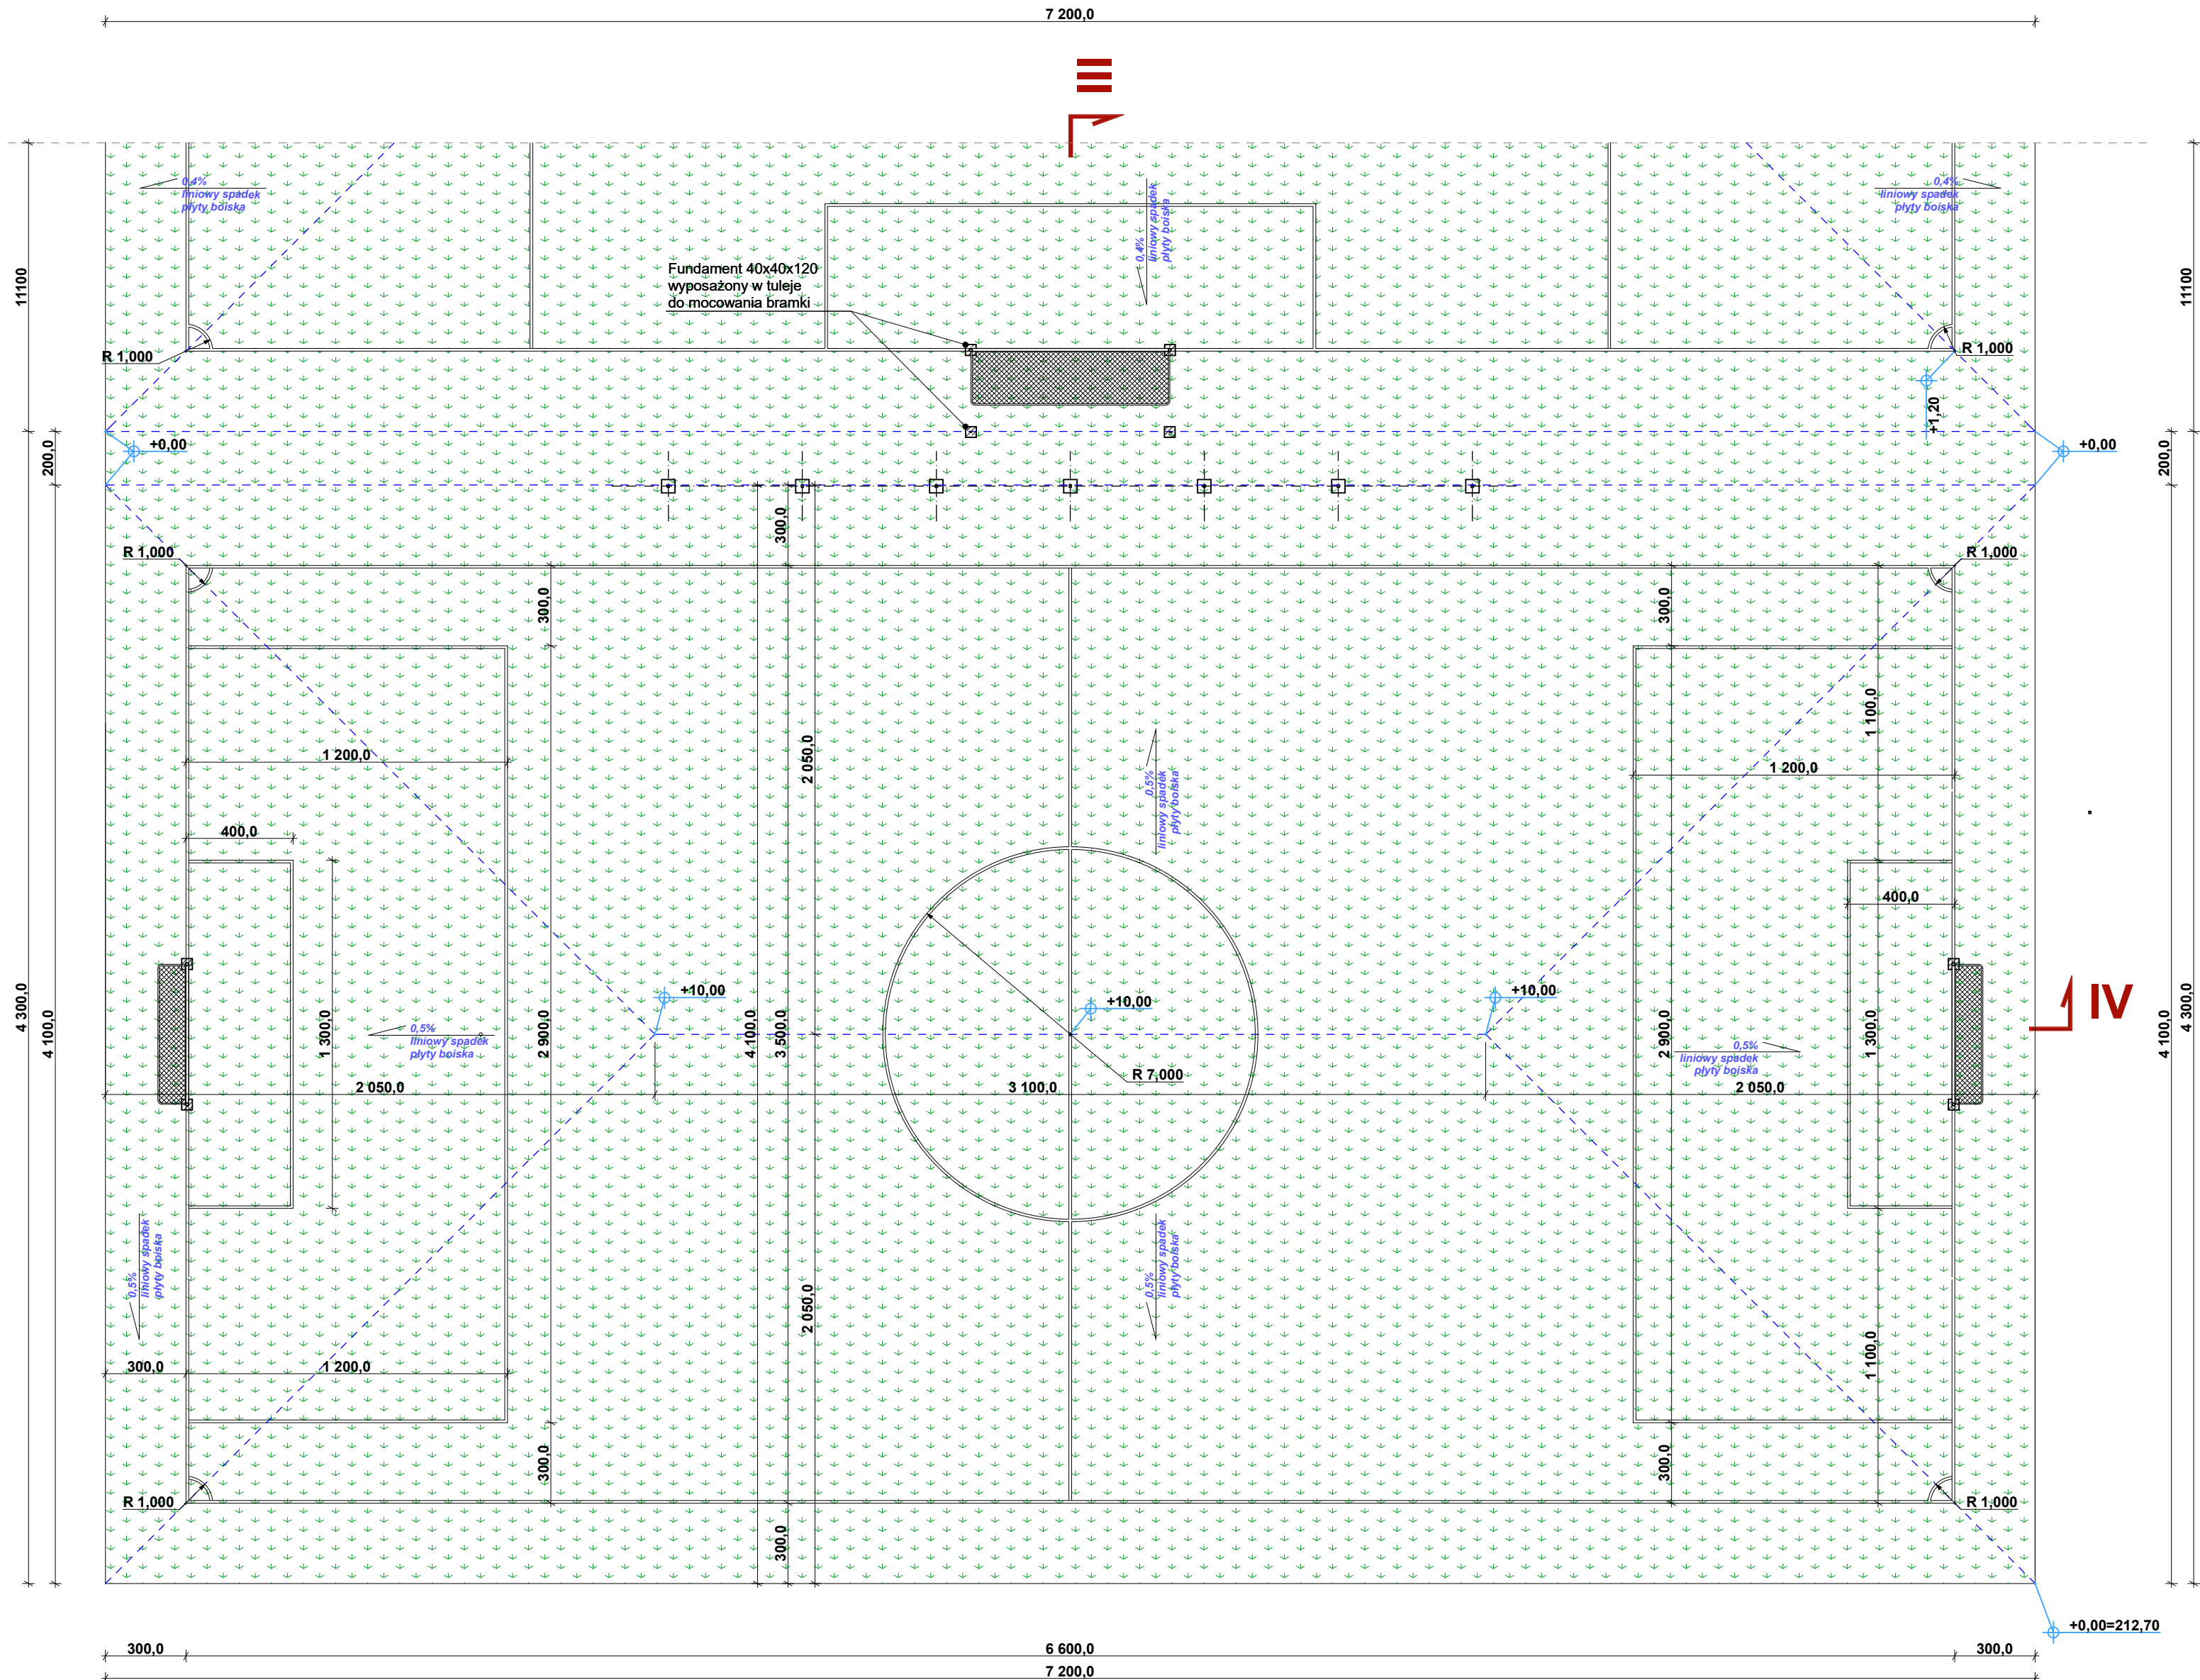 7 200,0
III
0,4%
liniowy spadek
płyty boiska
0,4%
liniowy spadek
płyty boiska
0,4%
liniowy spadek
płyty boiska
11100
11100
Fundament 40x40x120
wyposażony w tuleje
do mocowania bramki
R 1,000
R 1,000
+1,20
200,0
+0,00
+0,00
200,0
300,0
R 1,000
R 1,000
300,0
300,0
1 100,0
2 050,0
1 200,0
1 200,0
0,5%
liniowy spadek
płyty boiska
400,0
400,0
+10,00
+10,00
+10,00
IV
4 300,0
4 100,0
1 300,0
0,5%
liniowy spadek
płyty boiska
2 900,0
4 100,0
3 500,0
2 900,0
0,5%
liniowy spadek
płyty boiska
1 300,0
4 100,0
4 300,0
R 7,000
2 050,0
3 100,0
2 050,0
0,5%
liniowy spadek
płyty boiska
0,5%
liniowy spadek
płyty boiska
2 050,0
1 100,0
300,0
1 200,0
300,0
300,0
R 1,000
R 1,000
300,0
+0,00=212,70
300,0
6 600,0
300,0
7 200,0